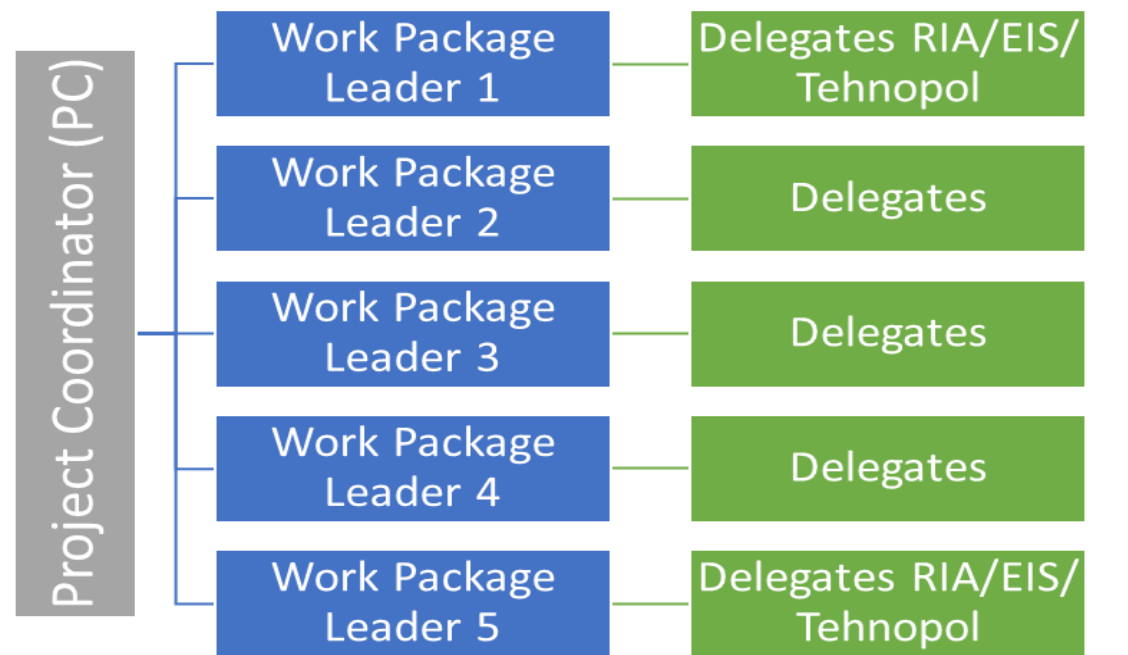 Project Coordinator (PC)
Work Package
Leader 1
Delegates RIA/EIS/
Tehnopol
Work Package
Leader 2
Delegates
Work Package
Leader 3
Delegates
Work Package
Leader 4
Delegates
Work Package
Leader 5
Delegates RIA/EIS/
Tehnopol